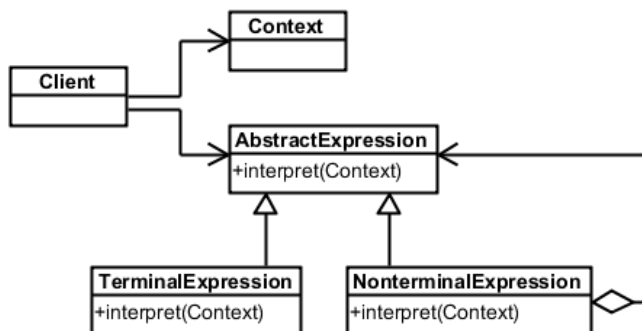 Context
Client
AbstractExpression
+interpret(Context)
TerminalExpression
+interpret(Context)
NonterminalExpression
+interpret(Context)